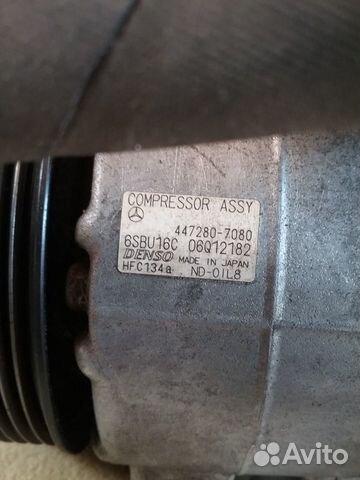 COMPRESSOR ASSY
447280-7080
6SBU16C 06Q12182
DENSO MADE IN JAPAN
HFC134a ND-OIL8
Avito